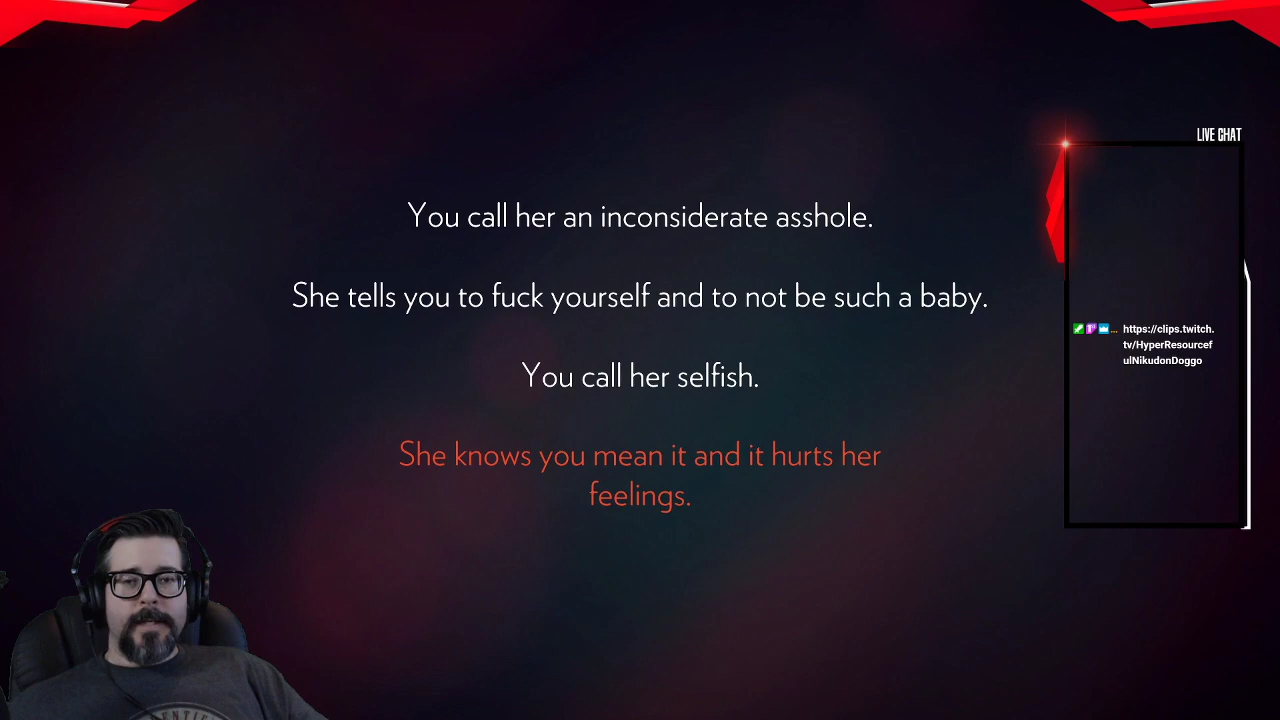 LIVE CHAT
You call her an inconsiderate asshole.
She tells you to fuck yourself and to not be such a baby.
You call her selfish.
She knows you mean it and it hurts her
feelings.
https://clips.twitch.
tv/HyperResourcef
ulNikudonDoggo